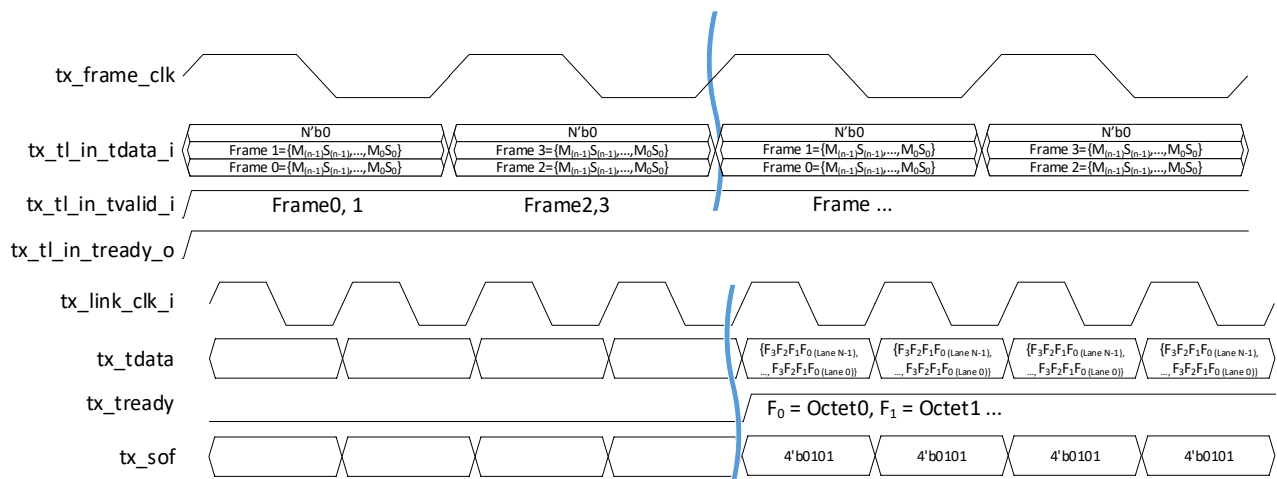 tx_frame_clk
tx_tl_in_tdata_i
N'b0 N'b0 N'b0 N'b0
Frame 1={M(n-1)S(n-1),...,M0S0} Frame 3={M(n-1)S(n-1),...,M0S0} Frame 1={M(n-1)S(n-1),...,M0S0} Frame 3={M(n-1)S(n-1),...,M0S0}
Frame 0={M(n-1)S(n-1),...,M0S0} Frame 2={M(n-1)S(n-1),...,M0S0} Frame 0={M(n-1)S(n-1),...,M0S0} Frame 2={M(n-1)S(n-1),...,M0S0}
tx_tl_in_tvalid_i Frame0, 1 Frame2,3 Frame ...
tx_tl_in_tready_o
tx_link_clk_i
tx_tdata
{F3F2F1F0 (Lane N-1), {F3F2F1F0 (Lane N-1), {F3F2F1F0 (Lane N-1), {F3F2F1F0 (Lane N-1),
..., F3F2F1F0 (Lane 0)} ..., F3F2F1F0 (Lane 0)} ..., F3F2F1F0 (Lane 0)} ..., F3F2F1F0 (Lane 0)}
tx_tready F0 = Octet0, F1 = Octet1 ...
tx_sof 4'b0101 4'b0101 4'b0101 4'b0101